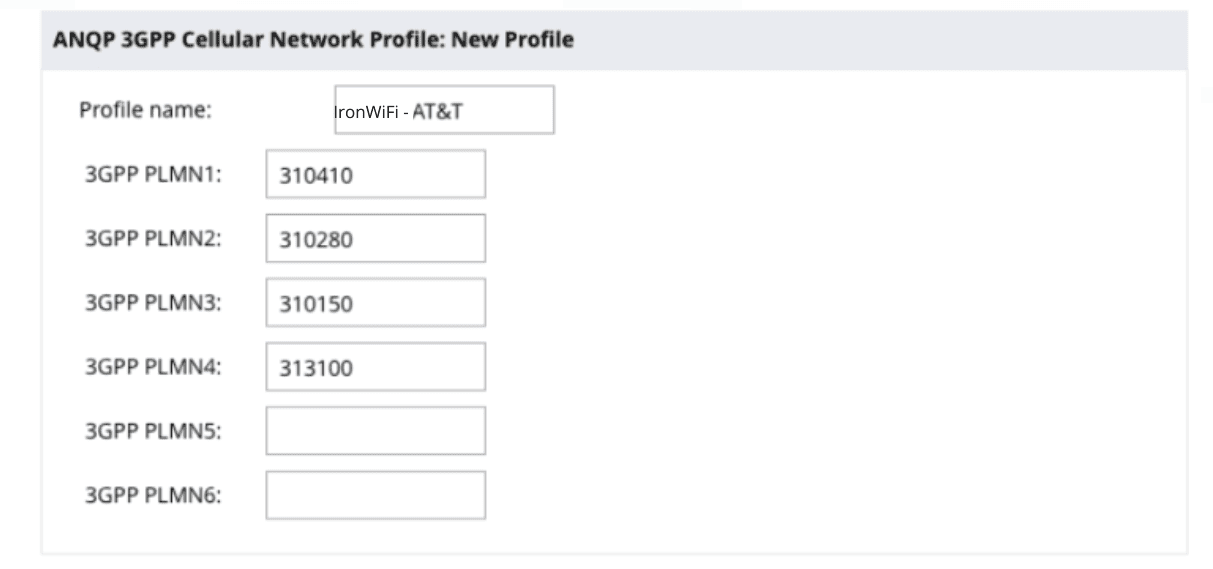 ANQP 3GPP Cellular Network Profile: New Profile
Profile name: IronWiFi - AT&T
3GPP PLMN1: 310410
3GPP PLMN2: 310280
3GPP PLMN3: 310150
3GPP PLMN4: 313100
3GPP PLMN5:
3GPP PLMN6: